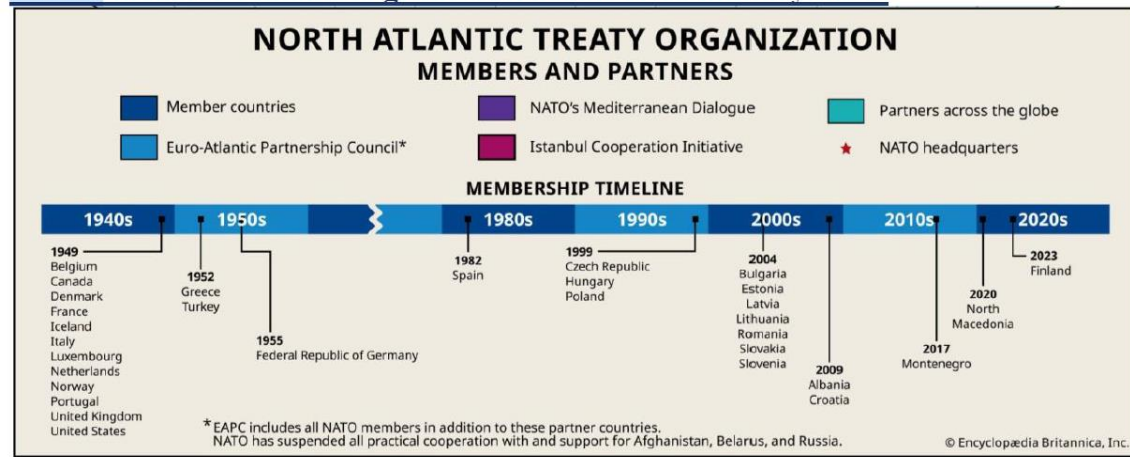 NORTH ATLANTIC TREATY ORGANIZATION
MEMBERS AND PARTNERS
Member countries
NATO's Mediterranean Dialogue
Partners across the globe
Euro-Atlantic Partnership Council*
Istanbul Cooperation Initiative
NATO headquarters
MEMBERSHIP TIMELINE
1940s
1950s
1980s
1990s
2000s
2010s
2020s
1949
Belgium
Canada
Denmark
France
Iceland
Italy
Luxembourg
Netherlands
Norway
Portugal
United Kingdom
United States
1952
Greece
Turkey
1955
Federal Republic of Germany
1982
Spain
1999
Czech Republic
Hungary
Poland
2004
Bulgaria
Estonia
Latvia
Lithuania
Romania
Slovakia
Slovenia
2009
Albania
Croatia
2017
Montenegro
2020
North
Macedonia
2023
Finland
*EAPC includes all NATO members in addition to these partner countries.
NATO has suspended all practical cooperation with and support for Afghanistan, Belarus, and Russia.
© Encyclopædia Britannica, Inc.